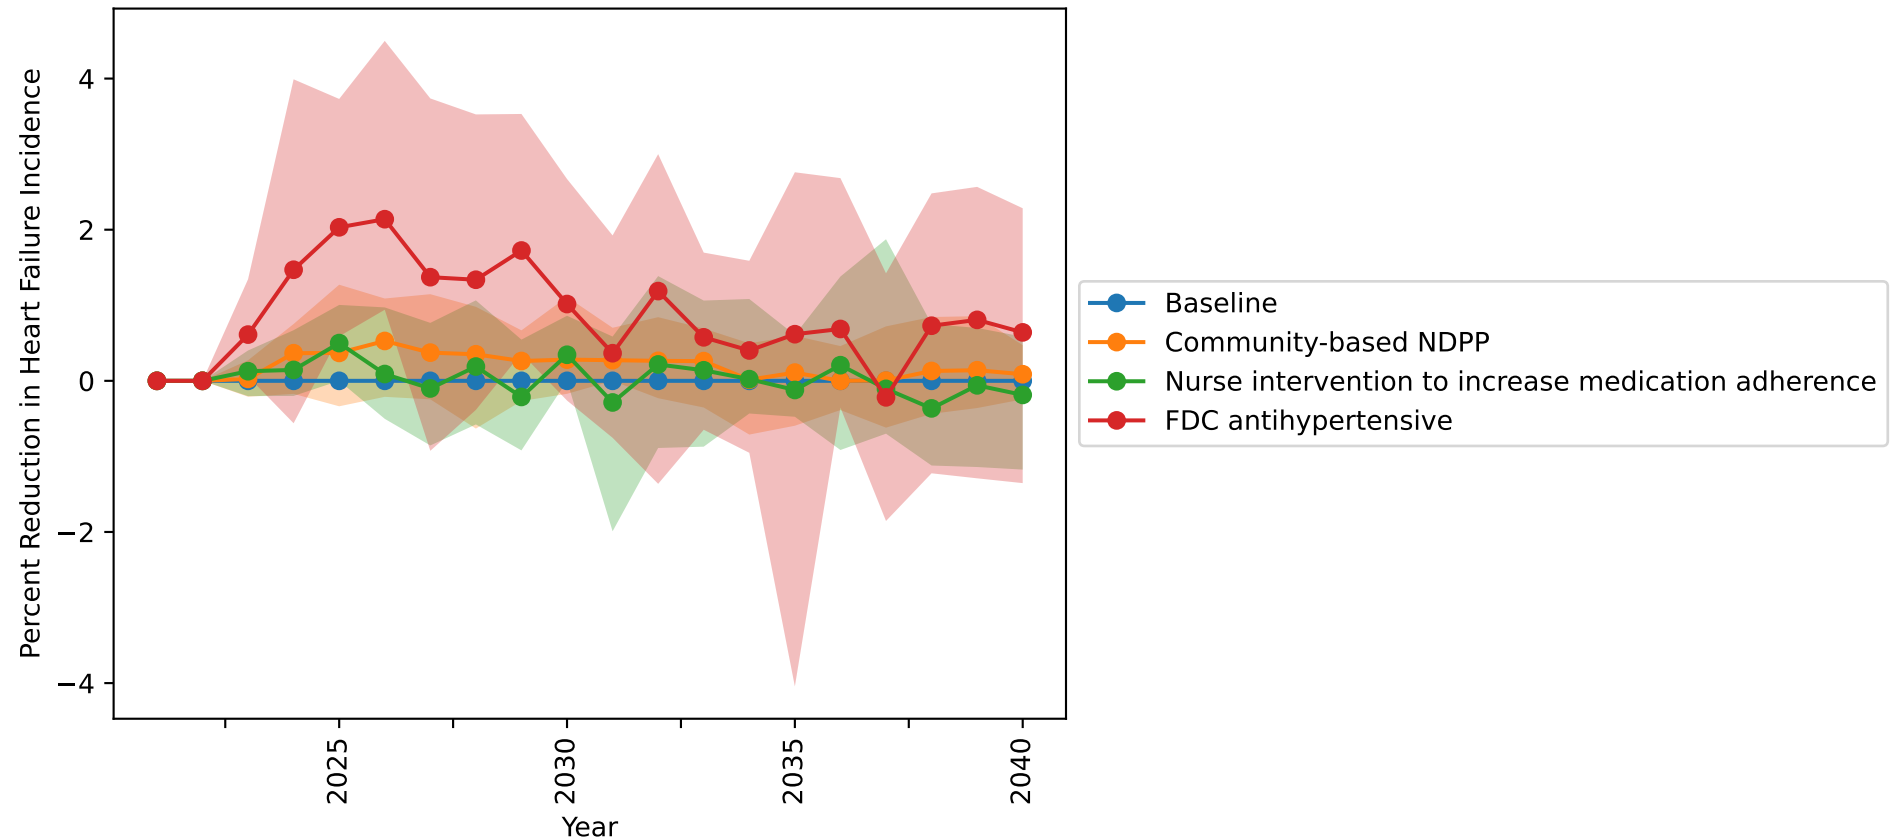 Percent Reduction in Heart Failure Incidence
4
2
0
−2
−4
2025
2030
2035
2040
Year
Baseline
Community-based NDPP
Nurse intervention to increase medication adherence
FDC antihypertensive